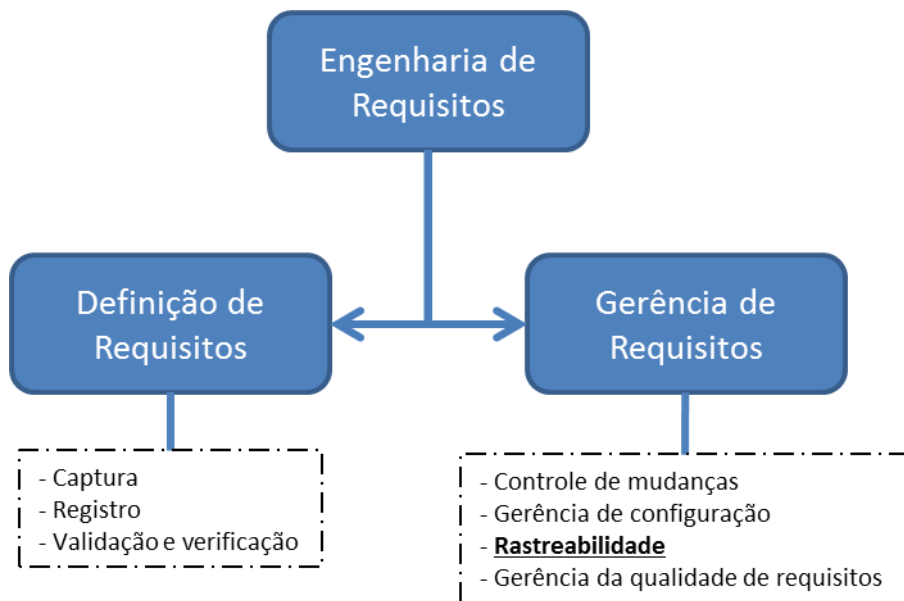 Engenharia de
Requisitos
Definição de
Requisitos
Gerência de
Requisitos
- Captura
- Registro
- Validação e verificação
- Controle de mudanças
- Gerência de configuração
- Rastreabilidade
- Gerência da qualidade de requisitos